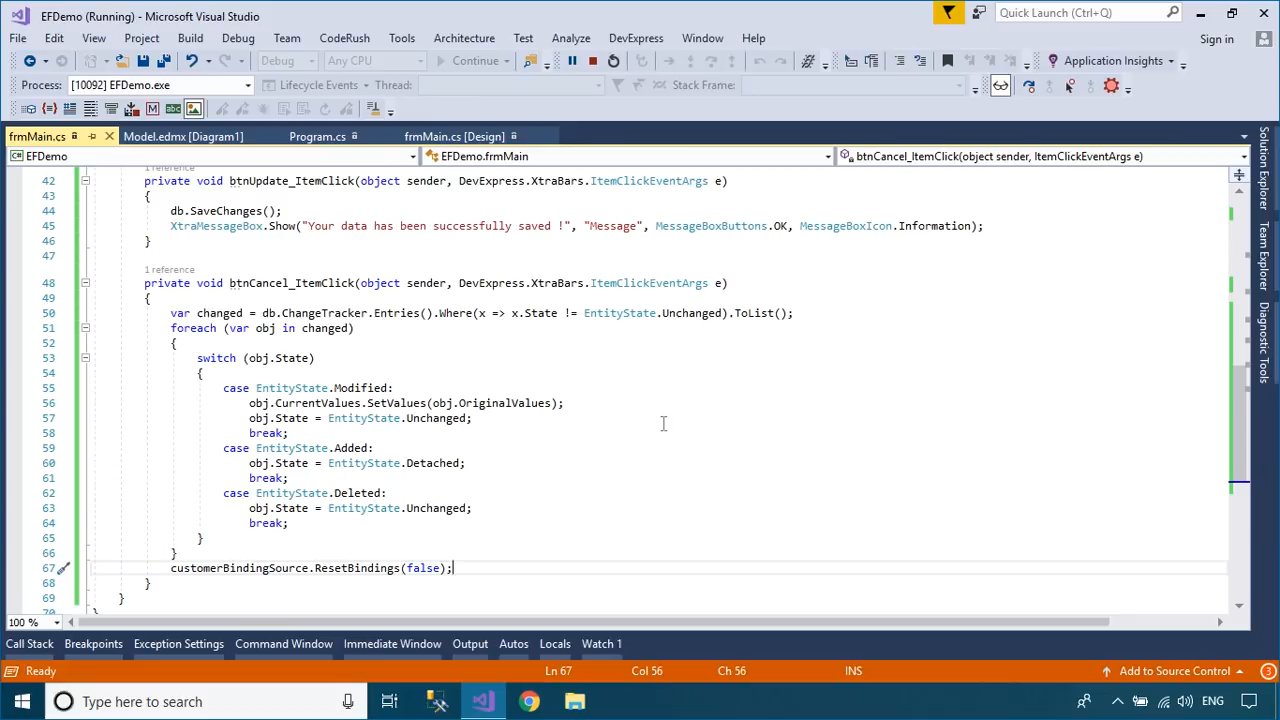 EFDemo (Running) - Microsoft Visual Studio
Quick Launch (Ctrl+Q)
File Edit View Project Build Debug Team CodeRush Tools Architecture Test Analyze DevExpress Window Help
Sign in
Debug Any CPU Continue Application Insights
Process: [10092] EFDemo.exe Lifecycle Events Thread: Stack Frame:
frmMain.cs Model.edmx [Diagram1] Program.cs frmMain.cs [Design]
EFDemo EFDemo.frmMain btnCancel_ItemClick(object sender, ItemClickEventArgs e)
1 reference
42 private void btnUpdate_ItemClick(object sender, DevExpress.XtraBars.ItemClickEventArgs e)
43 {
44 db.SaveChanges();
45 XtraMessageBox.Show("Your data has been successfully saved !", "Message", MessageBoxButtons.OK, MessageBoxIcon.Information);
46 }
47
1 reference
48 private void btnCancel_ItemClick(object sender, DevExpress.XtraBars.ItemClickEventArgs e)
49 {
50 var changed = db.ChangeTracker.Entries().Where(x => x.State != EntityState.Unchanged).ToList();
51 foreach (var obj in changed)
52 {
53 switch (obj.State)
54 {
55 case EntityState.Modified:
56 obj.CurrentValues.SetValues(obj.OriginalValues);
57 obj.State = EntityState.Unchanged;
58 break;
59 case EntityState.Added:
60 obj.State = EntityState.Detached;
61 break;
62 case EntityState.Deleted:
63 obj.State = EntityState.Unchanged;
64 break;
65 }
66 }
67 customerBindingSource.ResetBindings(false);
68 }
69 }
70 }
100 %
Solution Explorer
Team Explorer
Diagnostic Tools
Call Stack Breakpoints Exception Settings Command Window Immediate Window Output Autos Locals Watch 1
Ready Ln 67 Col 56 Ch 56 INS Add to Source Control 3
Type here to search ENG